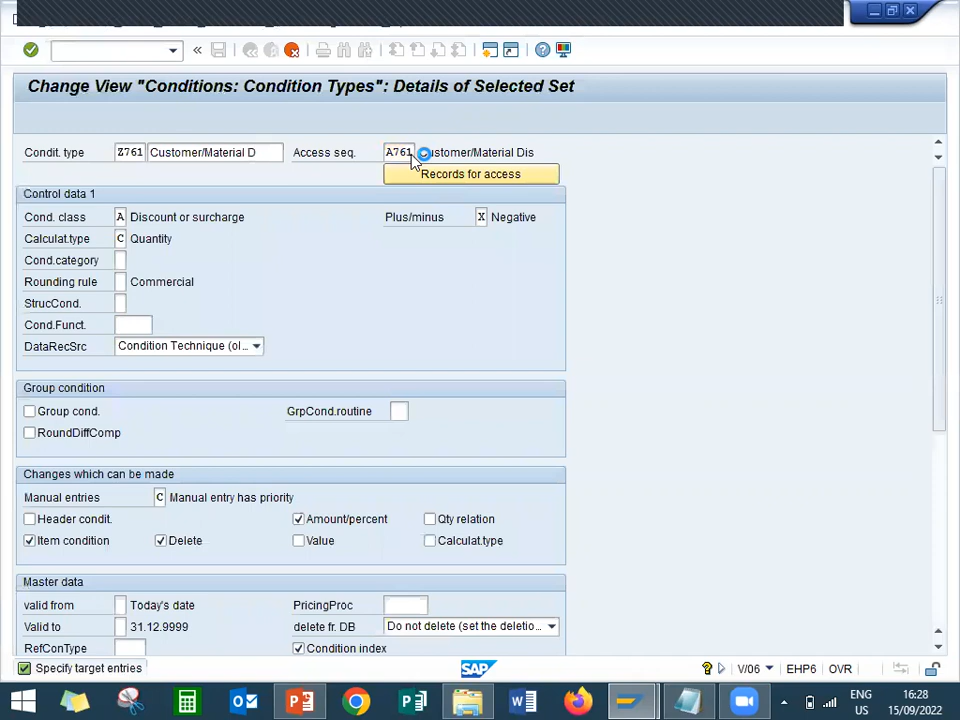 Change View "Conditions: Condition Types": Details of Selected Set
Condit. type Z761 Customer/Material D Access seq. A761 ustomer/Material Dis
Records for access
Control data 1
Cond. class A Discount or surcharge Plus/minus X Negative
Calculat.type C Quantity
Cond.category
Rounding rule Commercial
StrucCond.
Cond.Funct.
DataRecSrc Condition Technique (ol...
Group condition
Group cond. GrpCond.routine
RoundDiffComp
Changes which can be made
Manual entries C Manual entry has priority
Header condit. Amount/percent Qty relation
Item condition Delete Value Calculat.type
Master data
valid from Today's date PricingProc
Valid to 31.12.9999 delete fr. DB Do not delete (set the deletio...
RefConType Condition index
Specify target entries SAP V/06 EHP6 OVR
ENG 16:28
US 15/09/2022